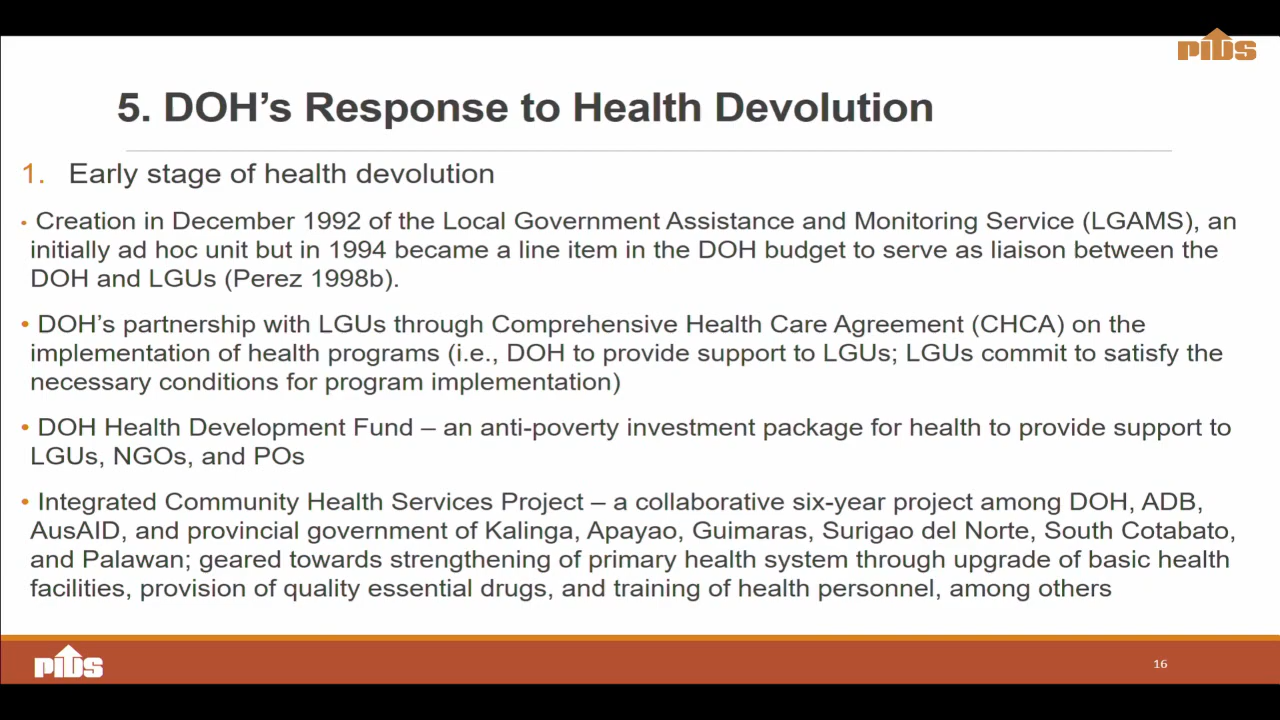 PIDS
5. DOH’s Response to Health Devolution
1. Early stage of health devolution
• Creation in December 1992 of the Local Government Assistance and Monitoring Service (LGAMS), an
initially ad hoc unit but in 1994 became a line item in the DOH budget to serve as liaison between the
DOH and LGUs (Perez 1998b).
• DOH’s partnership with LGUs through Comprehensive Health Care Agreement (CHCA) on the
implementation of health programs (i.e., DOH to provide support to LGUs; LGUs commit to satisfy the
necessary conditions for program implementation)
• DOH Health Development Fund – an anti-poverty investment package for health to provide support to
LGUs, NGOs, and POs
• Integrated Community Health Services Project – a collaborative six-year project among DOH, ADB,
AusAID, and provincial government of Kalinga, Apayao, Guimaras, Surigao del Norte, South Cotabato,
and Palawan; geared towards strengthening of primary health system through upgrade of basic health
facilities, provision of quality essential drugs, and training of health personnel, among others
PIDS
16